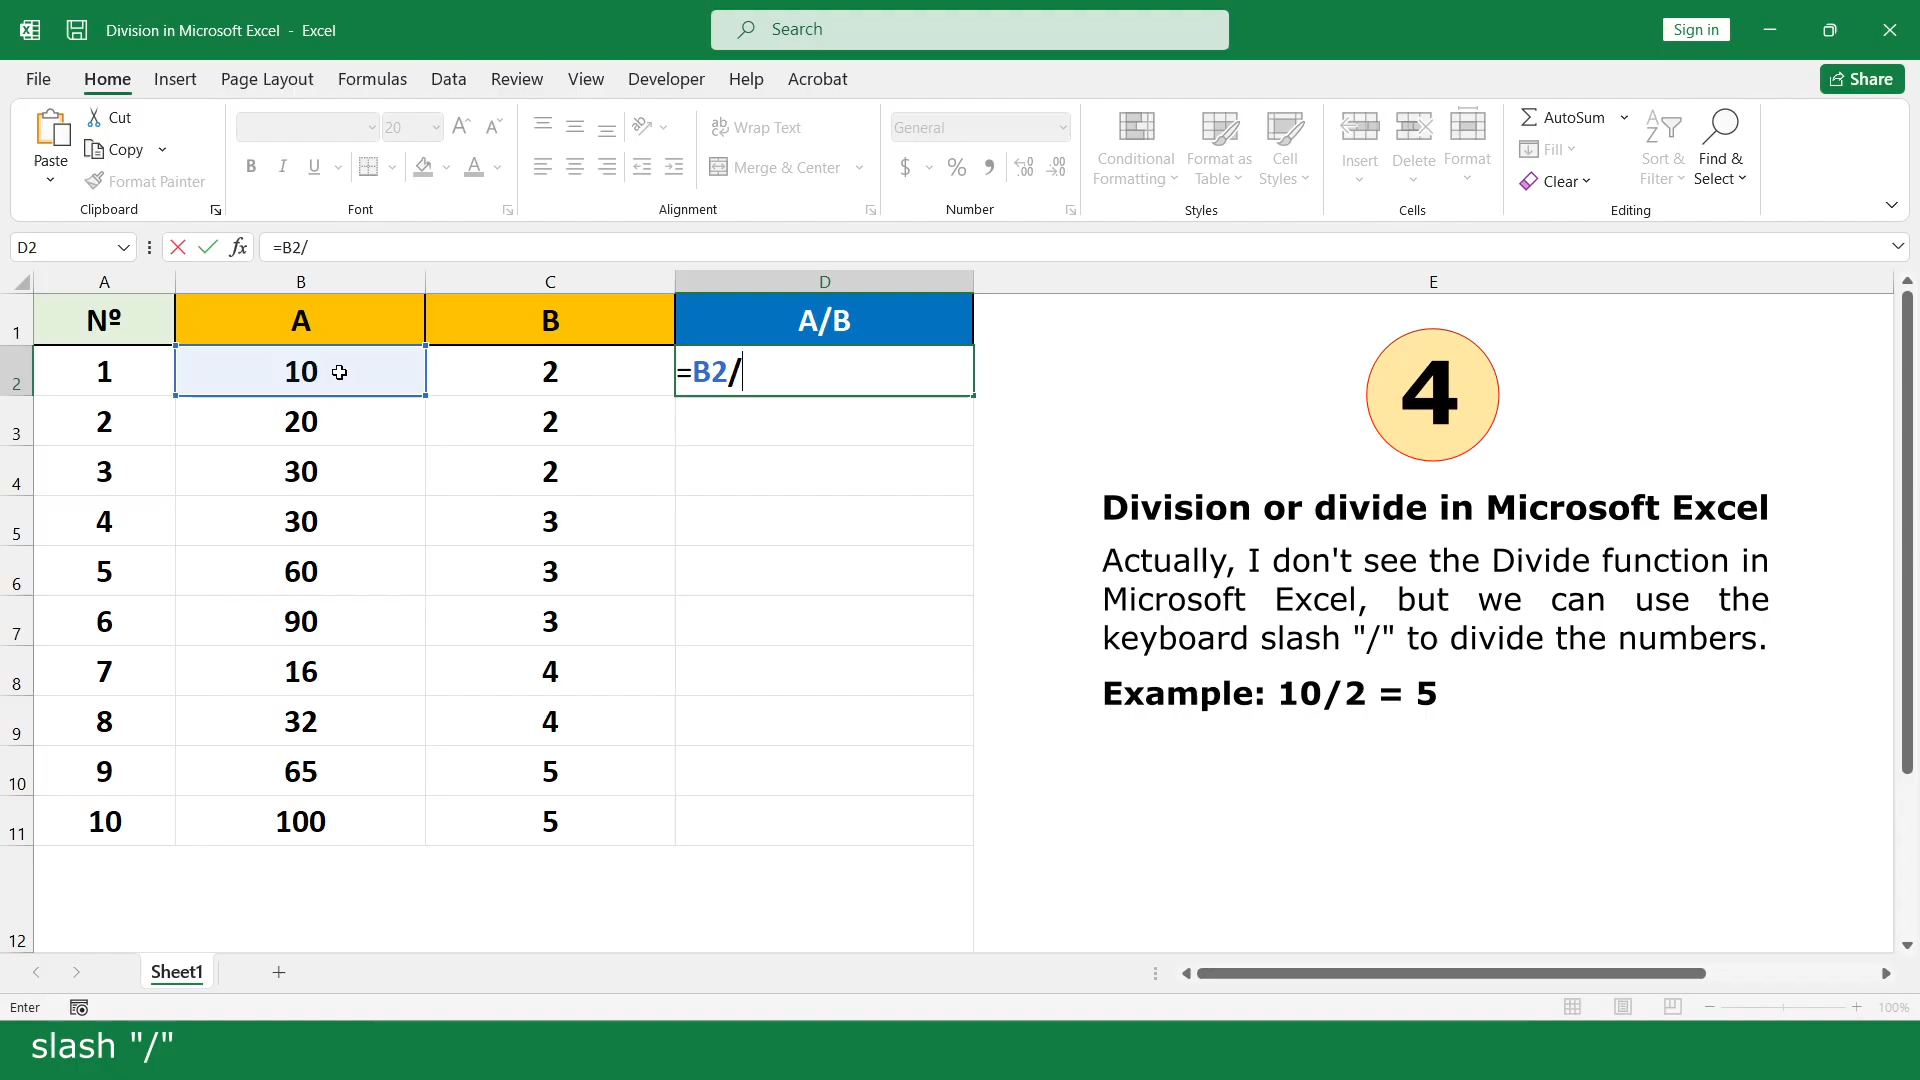 Division in Microsoft Excel - Excel
Search
Sign in
File Home Insert Page Layout Formulas Data Review View Developer Help Acrobat
Share
Paste
Cut
Copy
Format Painter
Clipboard
20
B I U
Font
Wrap Text
Merge & Center
Alignment
General
$ % ,
Number
Conditional Formatting
Format as Table
Cell Styles
Styles
Insert Delete Format
Cells
AutoSum
Fill
Clear
Sort & Filter
Find & Select
Editing
D2 fx =B2/
A B C D E
1 Nº A B A/B
2 1 10 2 =B2/
3 2 20 2
4 3 30 2
5 4 30 3
6 5 60 3
7 6 90 3
8 7 16 4
9 8 32 4
10 9 65 5
11 10 100 5
12
4
Division or divide in Microsoft Excel
Actually, I don't see the Divide function in
Microsoft Excel, but we can use the
keyboard slash "/" to divide the numbers.
Example: 10/2 = 5
Sheet1
Enter
100%
slash "/"